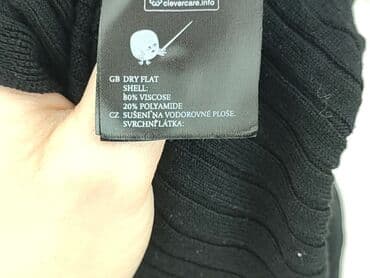 clevercare.info
GB DRY FLAT
SHELL:
80% VISCOSE
20% POLYAMIDE
CZ SUŠENÍ NA VODOROVNÉ PLOŠE.
SVRCHNÍ LÁTKA: